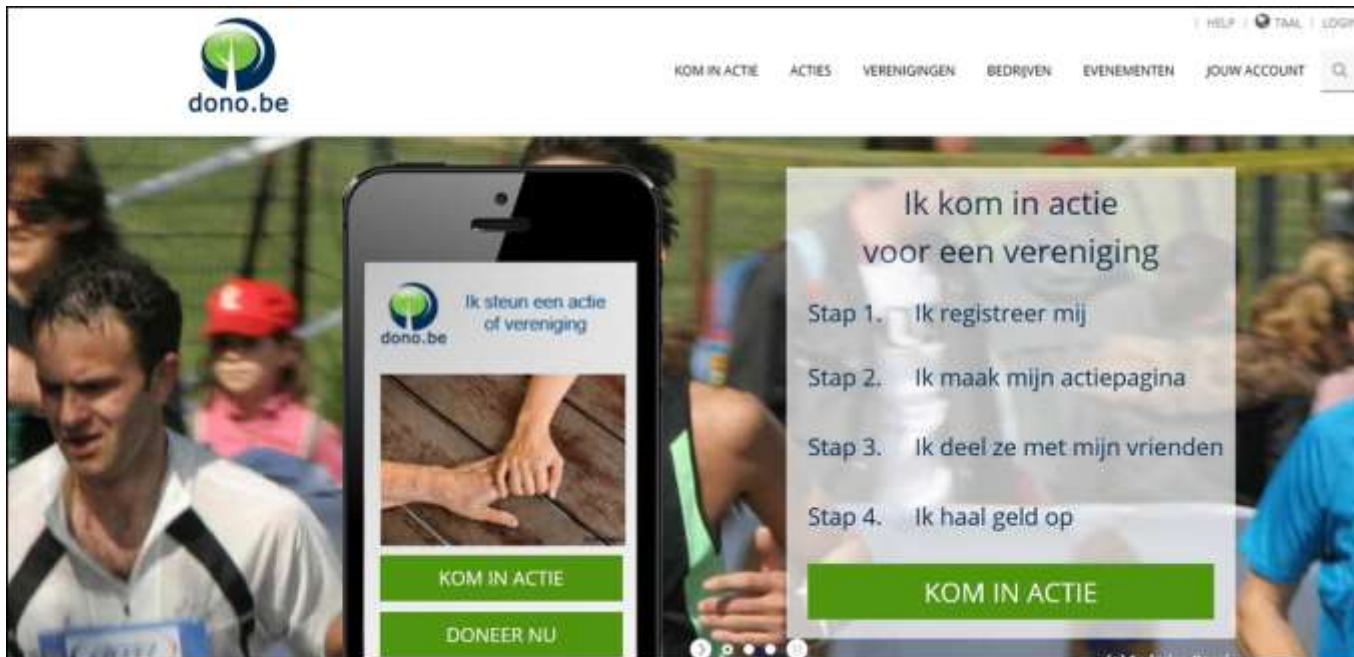 HELP
TAAL
LOGIN
dono.be
KOM IN ACTIE
ACTIES
VERENIGINGEN
BEDRIJVEN
EVENEMENTEN
JOUW ACCOUNT
dono.be
Ik steun een actie
of vereniging
KOM IN ACTIE
DONEER NU
Ik kom in actie
voor een vereniging
Stap 1. Ik registreer mij
Stap 2. Ik maak mijn actiepagina
Stap 3. Ik deel ze met mijn vrienden
Stap 4. Ik haal geld op
KOM IN ACTIE